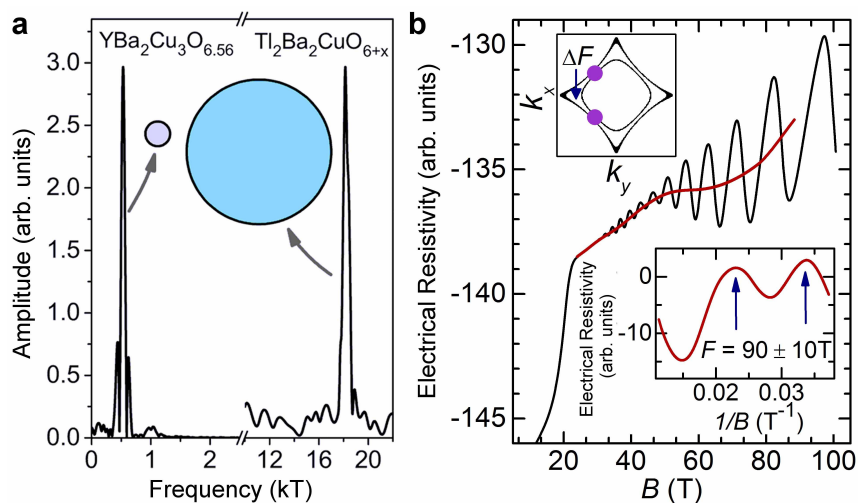 a
YBa₂Cu₃O₆.₅₆
Tl₂Ba₂CuO₆₊ₓ
3.0
2.5
2.0
1.5
1.0
0.5
0.0
Amplitude (arb. units)
0 1 2 12 16 20
Frequency (kT)
b
-130
-135
-140
-145
Electrical Resistivity (arb. units)
ΔF
kₓ
kᵧ
0
-10
Electrical Resistivity
(arb. units)
F = 90 ± 10T
0.02 0.03
1/B (T⁻¹)
20 40 60 80 100
B (T)